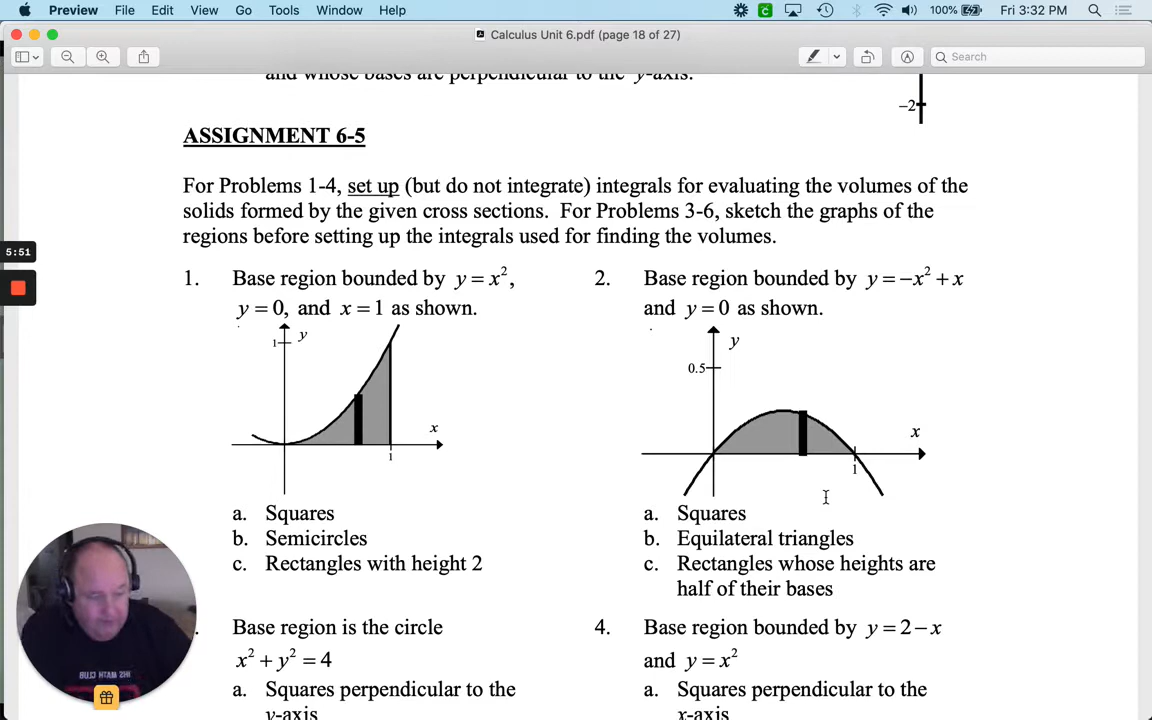 Preview File Edit View Go Tools Window Help 100% Fri 3:32 PM
Calculus Unit 6.pdf (page 18 of 27)
Search
and whose bases are perpendicular to the y-axis.
−2
ASSIGNMENT 6-5
For Problems 1-4, set up (but do not integrate) integrals for evaluating the volumes of the
solids formed by the given cross sections. For Problems 3-6, sketch the graphs of the
regions before setting up the integrals used for finding the volumes.
5:51
1. Base region bounded by y = x²,
y = 0, and x = 1 as shown.
1
y
x
1
a. Squares
b. Semicircles
c. Rectangles with height 2
2. Base region bounded by y = −x² + x
and y = 0 as shown.
y
0.5
x
1
a. Squares
b. Equilateral triangles
c. Rectangles whose heights are
half of their bases
Base region is the circle
x² + y² = 4
a. Squares perpendicular to the
y-axis
4. Base region bounded by y = 2 − x
and y = x²
a. Squares perpendicular to the
x-axis